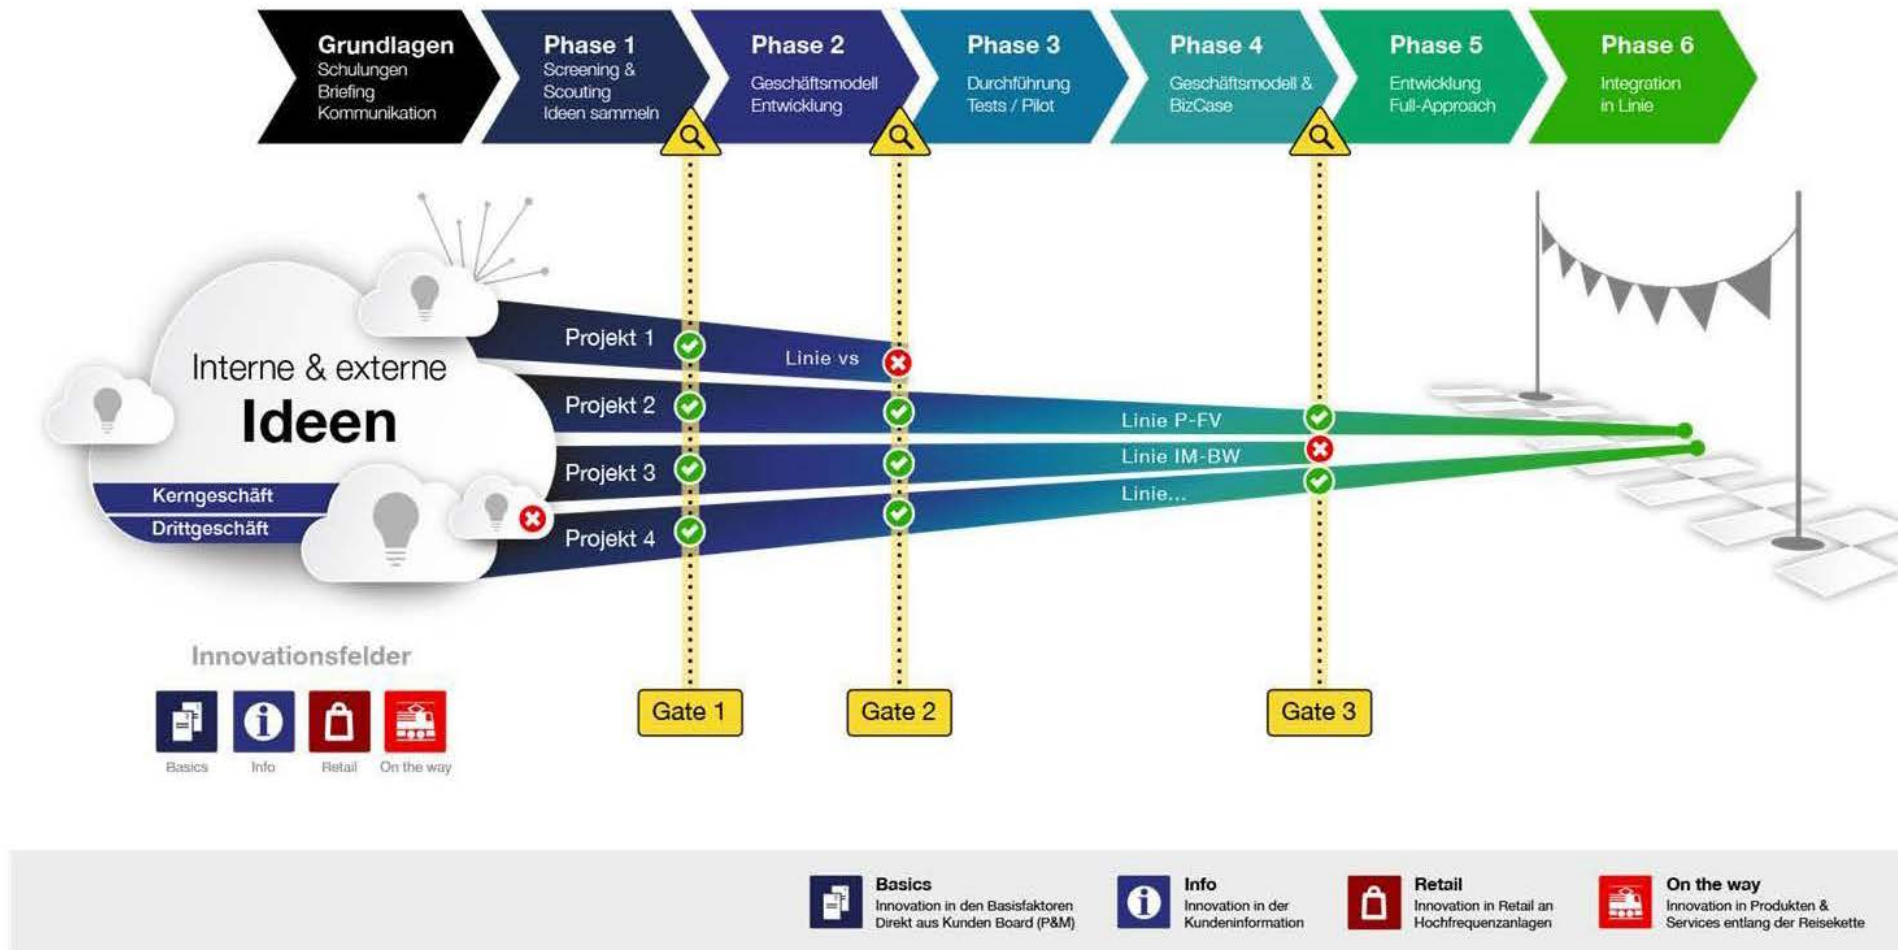 Grundlagen
Schulungen
Briefing
Kommunikation
Phase 1
Screening &
Scouting
Ideen sammeln
Phase 2
Geschäftsmodell
Entwicklung
Phase 3
Durchführung
Tests / Pilot
Phase 4
Geschäftsmodell &
BizCase
Phase 5
Entwicklung
Full-Approach
Phase 6
Integration
in Linie
Interne & externe
Ideen
Kerngeschäft
Drittgeschäft
Projekt 1
Linie vs
Projekt 2
Linie P-FV
Projekt 3
Linie IM-BW
Projekt 4
Linie...
Gate 1
Gate 2
Gate 3
Innovationsfelder
Basics
Info
Retail
On the way
Basics
Innovation in den Basisfaktoren
Direkt aus Kunden Board (P&M)
Info
Innovation in der
Kundeninformation
Retail
Innovation in Retail an
Hochfrequenzanlagen
On the way
Innovation in Produkten &
Services entlang der Reisekette